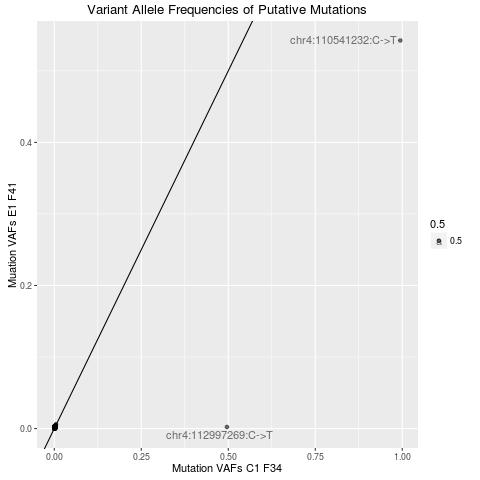 Variant Allele Frequencies of Putative Mutations
chr4:110541232:C->T
0.4
0.2
0.0
Muation VAFs E1 F41
chr4:112997269:C->T
0.00 0.25 0.50 0.75 1.00
Mutation VAFs C1 F34
0.5
0.5